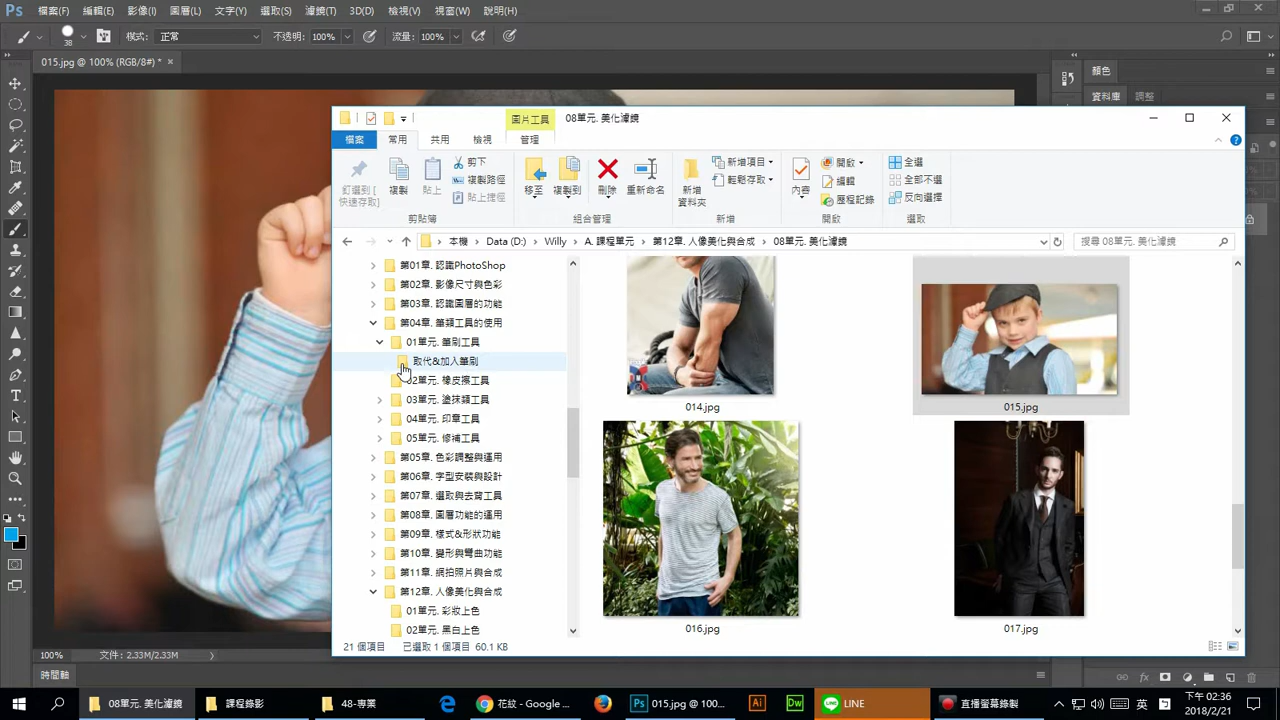 Ps 檔案(F) 編輯(E) 影像(I) 圖層(L) 文字(Y) 選取(S) 濾鏡(T) 3D(D) 檢視(V) 視窗(W) 說明(H)
38 模式: 正常 不透明: 100% 流量: 100%
015.jpg @ 100% (RGB/8#) * ×
顏色
資料庫 調整
圖片工具 08單元. 美化濾鏡
檔案 常用 共用 檢視 管理
釘選到 [快速存取]
複製
貼上
剪下
複製路徑
貼上捷徑
剪貼簿
移至
複製到
刪除
重新命名
組合管理
新增資料夾
新增項目
輕鬆存取
新增
內容
開啟
編輯
歷程記錄
開啟
全選
全部不選
反向選擇
選取
本機 Data (D:) Willy A. 課程單元 第12章. 人像美化與合成 08單元. 美化濾鏡
搜尋 08單元. 美化濾鏡
第01章. 認識PhotoShop
第02章. 影像尺寸與色彩
第03章. 認識圖層的功能
第04章. 筆類工具的使用
01單元. 筆刷工具
取代&加入筆刷
02單元. 橡皮擦工具
03單元. 塗抹類工具
04單元. 印章工具
05單元. 修補工具
第05章. 色彩調整與運用
第06章. 字型安裝與設計
第07章. 選取與去背工具
第08章. 圖層功能的運用
第09章. 樣式&形狀功能
第10章. 變形與彎曲功能
第11章. 網拍照片與合成
第12章. 人像美化與合成
01單元. 彩妝上色
02單元. 黑白上色
014.jpg
015.jpg
016.jpg
017.jpg
21 個項目 已選取 1 個項目 60.1 KB
100% 文件: 2.33M/2.33M
時間軸
08單元. 美化濾鏡
課程錄影
48-專業
花紋 - Google ...
Ps 015.jpg @ 100...
Ai
Dw
LINE
直播螢幕錄製
英
下午 02:36
2018/2/21